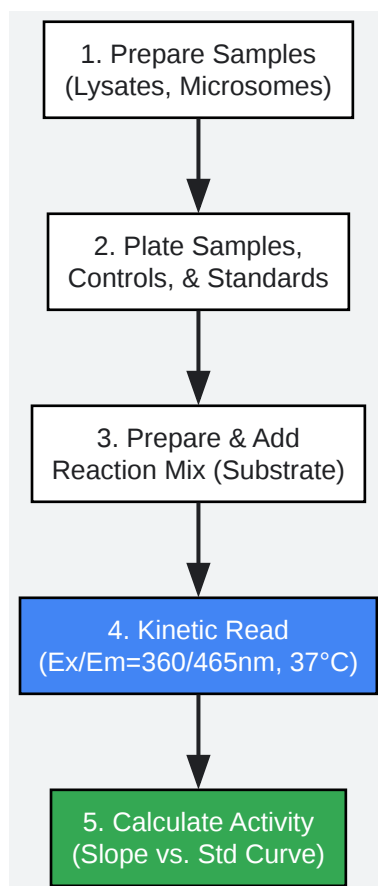 1. Prepare Samples
(Lysates, Microsomes)
2. Plate Samples,
Controls, & Standards
3. Prepare & Add
Reaction Mix (Substrate)
4. Kinetic Read
(Ex/Em=360/465nm, 37°C)
5. Calculate Activity
(Slope vs. Std Curve)